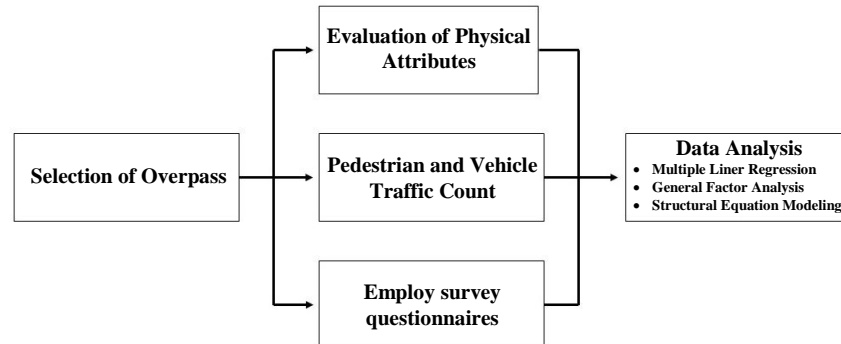 Evaluation of Physical
Attributes
Selection of Overpass
Pedestrian and Vehicle
Traffic Count
Employ survey
questionnaires
Data Analysis
• Multiple Liner Regression
• General Factor Analysis
• Structural Equation Modeling